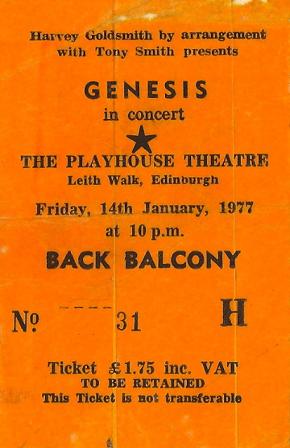 Harvey Goldsmith by arrangement
with Tony Smith presents
GENESIS
in concert
THE PLAYHOUSE THEATRE
Leith Walk, Edinburgh
Friday, 14th January, 1977
at 10 p.m.
BACK BALCONY
Nº 31 H
Ticket £1.75 inc. VAT
TO BE RETAINED
This Ticket is not transferable